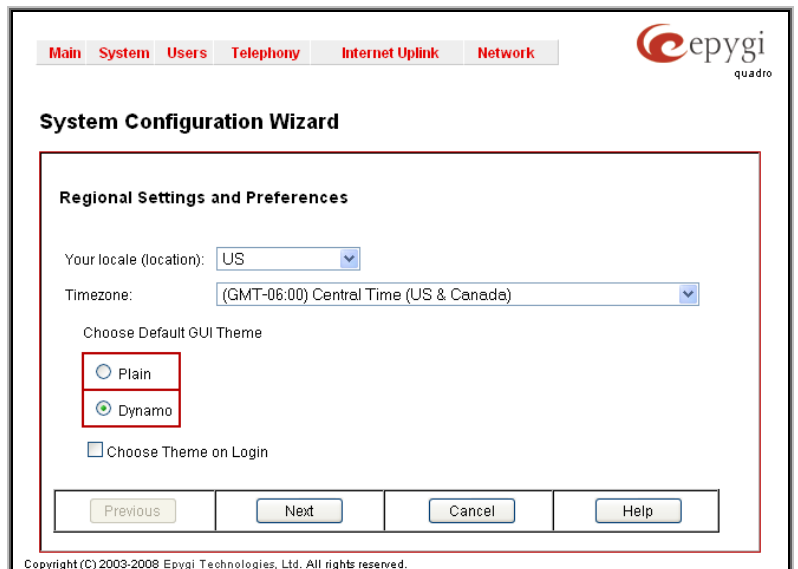 Main System Users Telephony Internet Uplink Network
epygi
quadro
System Configuration Wizard
Regional Settings and Preferences
Your locale (location): US
Timezone: (GMT-06:00) Central Time (US & Canada)
Choose Default GUI Theme
Plain
Dynamo
Choose Theme on Login
Previous Next Cancel Help
Copyright (C) 2003-2008 Epygi Technologies, Ltd. All rights reserved.